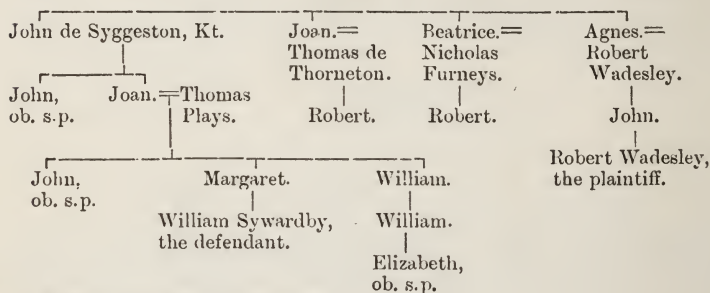 John de Syggeston, Kt. Joan.= Beatrice.= Agnes.=
Thomas de Nicholas Robert
Thorneton. Furneys. Wadesley.
John, Joan.=Thomas Robert. Robert. John.
ob. s.p. Plays.
Robert Wadesley,
the plaintiff.
John, Margaret. William.
ob. s.p.
William Sywardby, William.
the defendant.
Elizabeth,
ob. s.p.